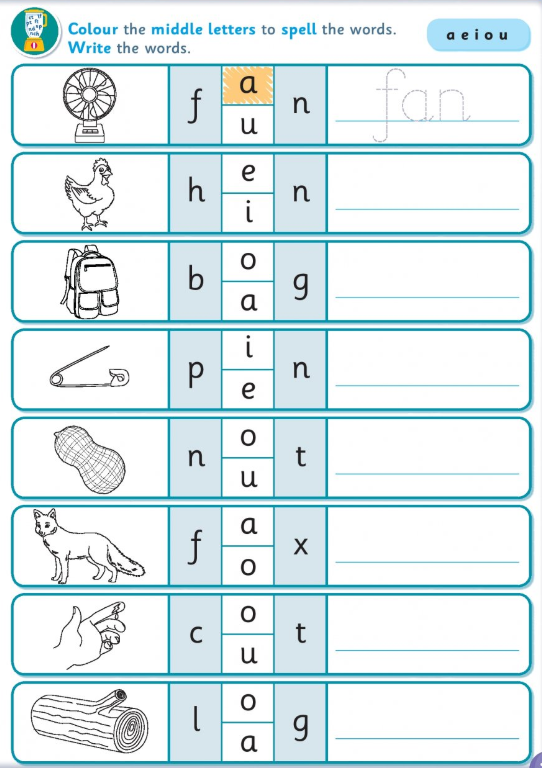 Colour the middle letters to spell the words.
Write the words.
a e i o u
f a u n fan
h e i n
b o a g
p i e n
n o u t
f a o x
c o u t
l o a g